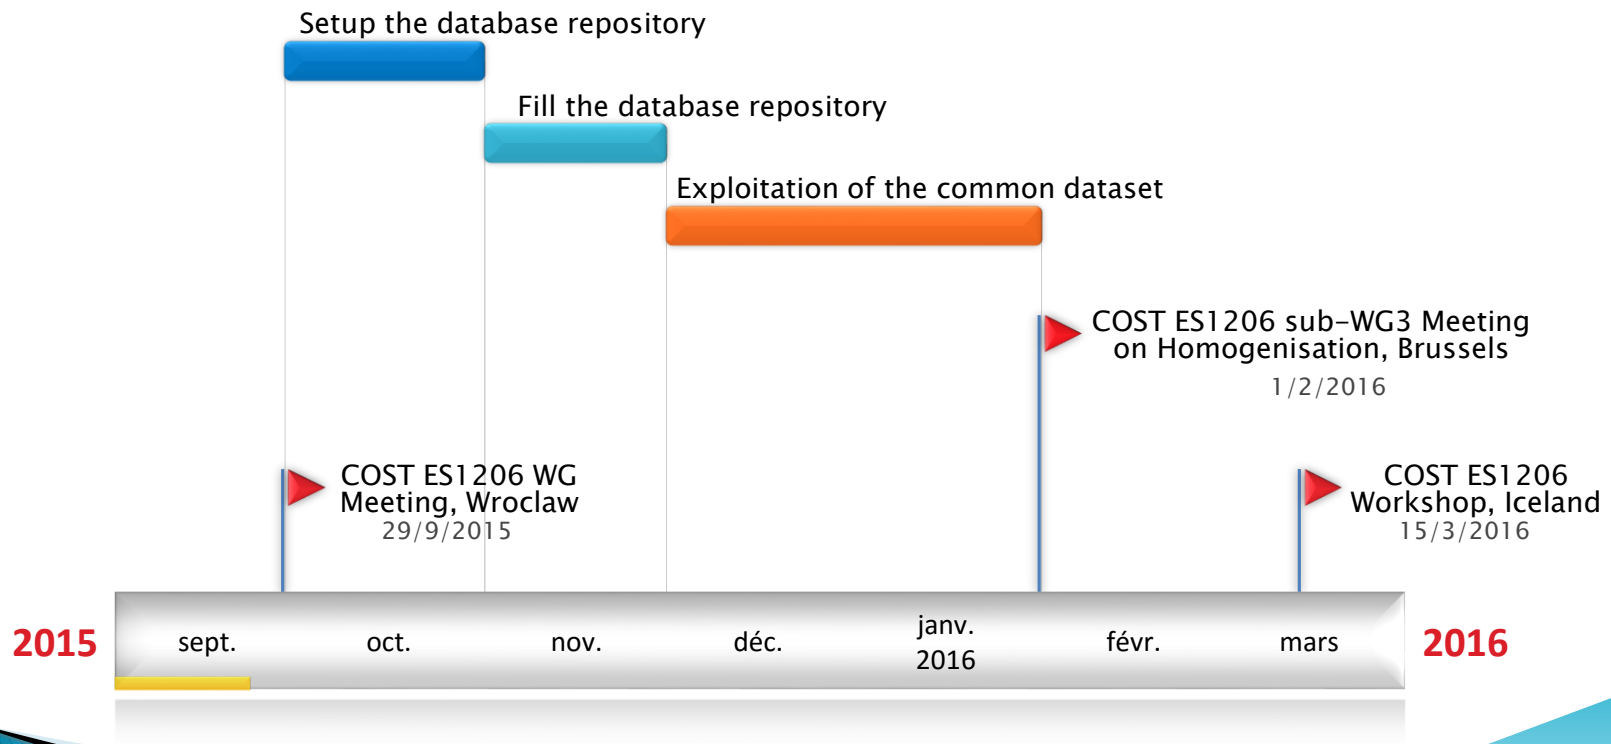 Setup the database repository
Fill the database repository
Exploitation of the common dataset
COST ES1206 sub-WG3 Meeting
on Homogenisation, Brussels
1/2/2016
COST ES1206 WG
Meeting, Wroclaw
29/9/2015
COST ES1206
Workshop, Iceland
15/3/2016
2015
sept.
oct.
nov.
déc.
janv.
2016
févr.
mars
2016